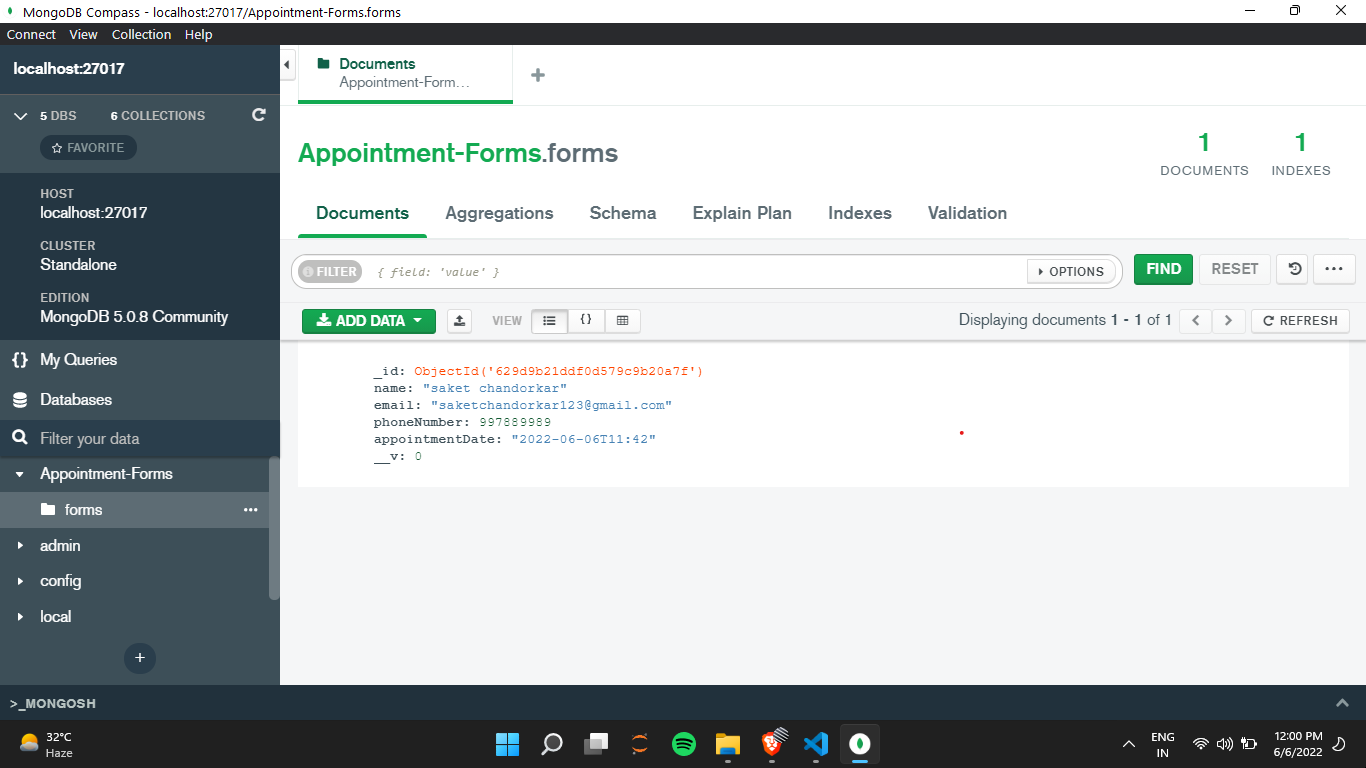 MongoDB Compass - localhost:27017/Appointment-Forms.forms
Connect View Collection Help
localhost:27017
5 DBS 6 COLLECTIONS
FAVORITE
HOST
localhost:27017
CLUSTER
Standalone
EDITION
MongoDB 5.0.8 Community
{} My Queries
Databases
Filter your data
Appointment-Forms
forms
admin
config
local
+
Documents
Appointment-Form...
+
Appointment-Forms.forms
1
DOCUMENTS
1
INDEXES
Documents Aggregations Schema Explain Plan Indexes Validation
FILTER { field: 'value' } OPTIONS FIND RESET ...
ADD DATA VIEW {} Displaying documents 1 - 1 of 1 REFRESH
_id: ObjectId('629d9b21ddf0d579c9b20a7f')
name: "saket chandorkar"
email: "saketchandorkar123@gmail.com"
phoneNumber: 997889989
appointmentDate: "2022-06-06T11:42"
__v: 0
>_MONGOSH
32°C
Haze
ENG
IN
12:00 PM
6/6/2022